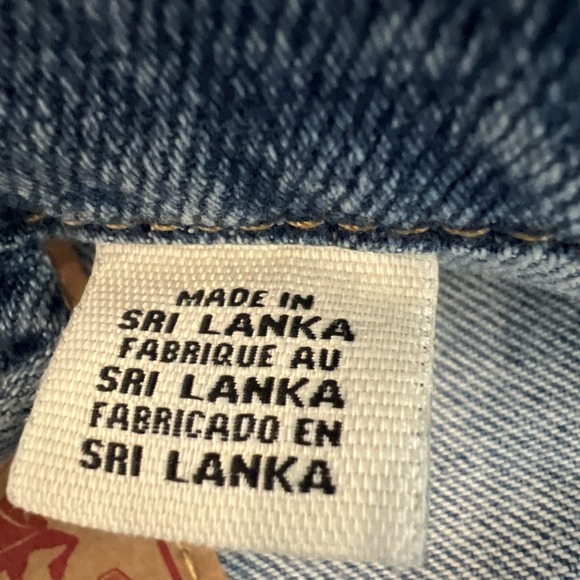 MADE IN
SRI LANKA
FABRIQUE AU
SRI LANKA
FABRICADO EN
SRI LANKA